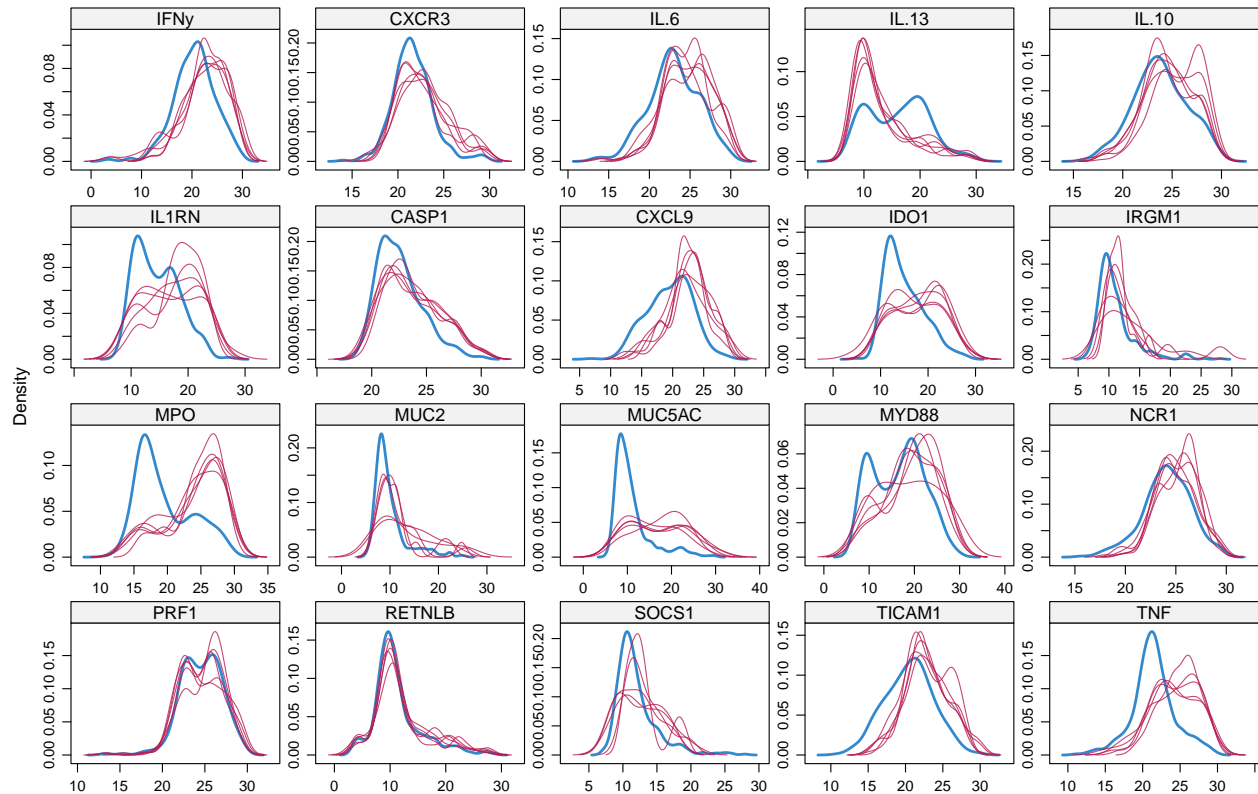 IFNy CXCR3 IL.6 IL.13 IL.10
0.00 0.04 0.08
0.00 0.05 0.10 0.15 0.20
0.00 0.05 0.10 0.15
0.00 0.05 0.10
0.00 0.05 0.10 0.15
0 10 20 30
15 20 25 30
10 15 20 25 30
10 20 30
15 20 25 30
IL1RN CASP1 CXCL9 IDO1 IRGM1
0.00 0.04 0.08
0.00 0.05 0.10 0.15 0.20
0.00 0.05 0.10 0.15
0.00 0.04 0.08 0.12
0.00 0.10 0.20
10 20 30
20 25 30
5 10 15 20 25 30
0 10 20 30
5 10 15 20 25 30
Density
MPO MUC2 MUC5AC MYD88 NCR1
0.00 0.05 0.10
0.00 0.10 0.20
0.00 0.05 0.10 0.15
0.00 0.02 0.04 0.06
0.00 0.05 0.10 0.15 0.20
10 15 20 25 30 35
0 10 20 30
0 10 20 30 40
0 10 20 30 40
15 20 25 30
PRF1 RETNLB SOCS1 TICAM1 TNF
0.00 0.05 0.10 0.15
0.00 0.05 0.10 0.15
0.00 0.05 0.10 0.15 0.20
0.00 0.05 0.10 0.15
0.00 0.05 0.10 0.15
10 15 20 25 30
0 10 20 30
5 10 15 20 25 30
10 15 20 25 30
10 15 20 25 30